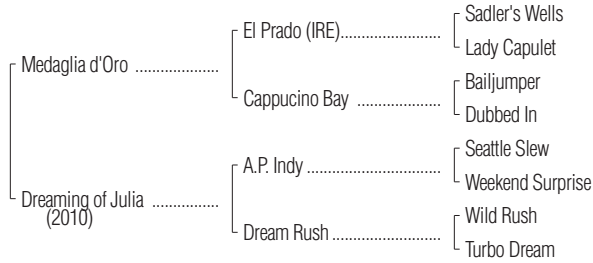 Sadler's Wells
El Prado (IRE)....................
Lady Capulet
Medaglia d'Oro .................
Bailjumper
Cappucino Bay .................
Dubbed In
Seattle Slew
A.P. Indy ...........................
Weekend Surprise
Dreaming of Julia .............
(2010)
Wild Rush
Dream Rush......................
Turbo Dream